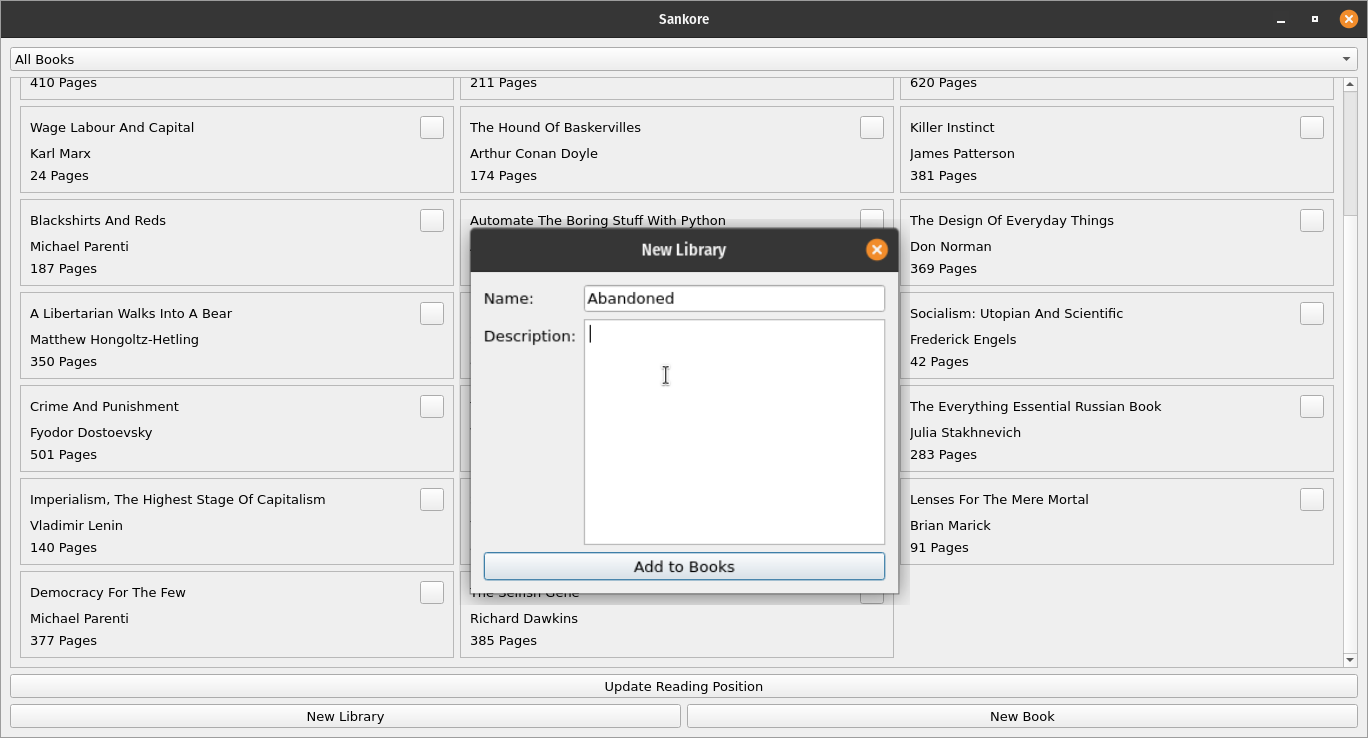 Sankore
All Books
410 Pages
211 Pages
620 Pages
Wage Labour And Capital
Karl Marx
24 Pages
The Hound Of Baskervilles
Arthur Conan Doyle
174 Pages
Killer Instinct
James Patterson
381 Pages
Blackshirts And Reds
Michael Parenti
187 Pages
Automate The Boring Stuff With Python
The Design Of Everyday Things
Don Norman
369 Pages
New Library
Name:
Abandoned
Description:
Add to Books
A Libertarian Walks Into A Bear
Matthew Hongoltz-Hetling
350 Pages
Socialism: Utopian And Scientific
Frederick Engels
42 Pages
Crime And Punishment
Fyodor Dostoevsky
501 Pages
The Everything Essential Russian Book
Julia Stakhnevich
283 Pages
Imperialism, The Highest Stage Of Capitalism
Vladimir Lenin
140 Pages
Lenses For The Mere Mortal
Brian Marick
91 Pages
Democracy For The Few
Michael Parenti
377 Pages
The Selfish Gene
Richard Dawkins
385 Pages
Update Reading Position
New Library
New Book